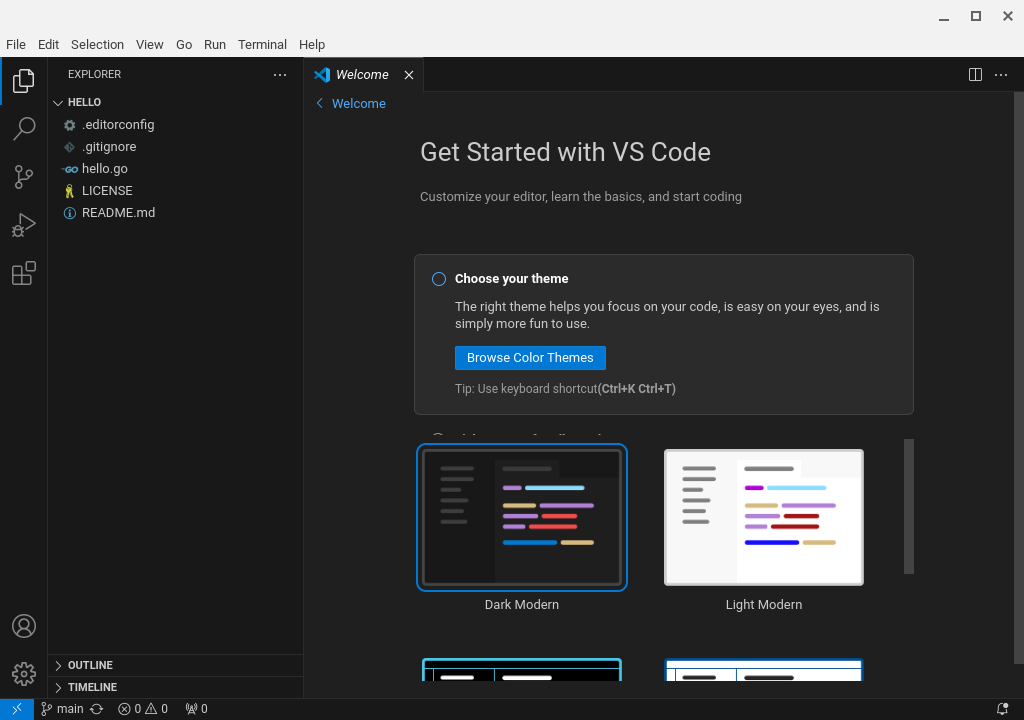 File Edit Selection View Go Run Terminal Help
EXPLORER
Welcome
HELLO
Welcome
.editorconfig
.gitignore
hello.go
LICENSE
README.md
Get Started with VS Code
Customize your editor, learn the basics, and start coding
Choose your theme
The right theme helps you focus on your code, is easy on your eyes, and is
simply more fun to use.
Browse Color Themes
Tip: Use keyboard shortcut(Ctrl+K Ctrl+T)
Dark Modern
Light Modern
OUTLINE
TIMELINE
main 0 0 0